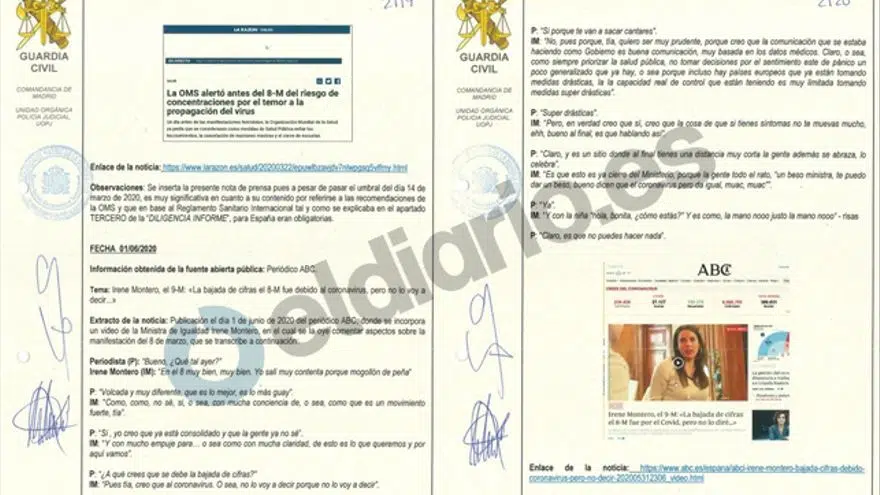 2119
GUARDIA
CIVIL
COMANDANCIA DE
MADRID
UNIDAD ORGÁNICA
POLICIA JUDICIAL
UOPJ
LA RAZON
La OMS alertó antes del 8-M del riesgo de
concentraciones por el temor a la
propagación del virus
Enlace de la noticia: https://www.larazon.es/salud/20200322/
Observaciones: Se inserta la presente nota de prensa pues a pesar de pasar el umbral del día 14 de
marzo de 2020, es muy significativa en cuanto a su contenido por referirse a las recomendaciones de
la OMS y que en base al Reglamento Sanitario Internacional tal y como se explicaba en el apartado
TERCERO de la "DILIGENCIA INFORME", para España eran obligatorias.
FECHA 01/06/2020
Información obtenida de la fuente abierta pública: Periódico ABC.
Tema: Irene Montero, el 9-M: «La bajada de cifras el 8-M fue debido al coronavirus, pero no lo voy a
decir...»
Extracto de la noticia: Publicación el día 1 de junio de 2020 del periódico ABC, donde se incorpora
un video de la Ministra de Igualdad Irene Montero, en el cual se la oye comentar aspectos sobre la
manifestación del 8 de marzo, que se transcribe a continuación.
Periodista (P): "Bueno, ¿Qué tal ayer?"
Irene Montero (IM): "En el 8 muy bien, muy bien. Yo salí muy contenta porque mogollón de peña"
P: "Volcada y muy diferente, que es lo mejor, es lo más guay".
IM: "Como, como, no sé, si, o sea, con mucha conciencia de, o sea, como que es un movimiento
fuerte, tía".
P: "Si, yo creo que ya está consolidado y que la gente ya no sé".
IM: "Y con mucho empuje para... o sea como con mucha claridad, de esto es lo que queremos y por
aquí vamos".
P: "¿A qué crees que se debe la bajada de cifras?"
IM: "Pues tía, creo que al coronavirus. O sea, no lo voy a decir porque no lo voy a decir".
2120
GUARDIA
CIVIL
COMANDANCIA DE
MADRID
UNIDAD ORGÁNICA
POLICIA JUDICIAL
UOPJ
P: "Si porque te van a sacar cantares".
IM: "No, pues porque, tía, quiero ser muy prudente, porque creo que la comunicación que se estaba
haciendo como Gobierno es buena comunicación, muy basada en los datos médicos. Claro, o sea,
como siempre priorizar la salud pública, no tomar decisiones por el sentimiento este de pánico un
poco generalizado que ya hay, o sea porque incluso hay países europeos que ya están tomando
medidas drásticas, la la capacidad real de control que están teniendo es muy limitada tomando
medidas super drásticas".
P: "Super drásticas".
IM: "Pero, en verdad creo que sí, creo que la cosa de que si tienes síntomas no te muevas mucho,
ehh, bueno al final, es que hablando así".
P: "Claro, y es un sitio donde al final tienes una distancia muy corta la gente además se abraza, lo
celebra".
IM: "Es que esto es ya cierre del Ministerio, porque la gente todo el rato, "un beso ministra, te puedo
dar un beso, bueno dicen que el coronavirus pero da igual, muac, muac"".
P: "Ya".
IM: "Y con la niña "hola, bonita, ¿cómo estás?" Y es como, la mano nooo justo la mano nooo" - risas
P: "Claro, es que no puedes hacer nada".
ABC
Irene Montero, el 9-M: «La bajada de cifras
el 8-M fue por el Covid, pero no lo diré...»
Enlace de la noticia: https://www.abc.es/espana/abci-irene-montero-bajada-cifras-debido-
coronavirus-pero-no-decir-202005312306_video.html
eldiario.es